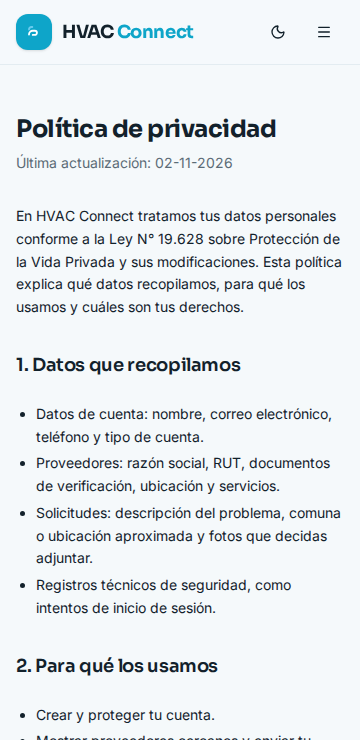 HVAC Connect
Política de privacidad
Última actualización: 02-11-2026
En HVAC Connect tratamos tus datos personales
conforme a la Ley N° 19.628 sobre Protección de
la Vida Privada y sus modificaciones. Esta política
explica qué datos recopilamos, para qué los
usamos y cuáles son tus derechos.
1. Datos que recopilamos
• Datos de cuenta: nombre, correo electrónico,
teléfono y tipo de cuenta.
• Proveedores: razón social, RUT, documentos
de verificación, ubicación y servicios.
• Solicitudes: descripción del problema, comuna
o ubicación aproximada y fotos que decidas
adjuntar.
• Registros técnicos de seguridad, como
intentos de inicio de sesión.
2. Para qué los usamos
• Crear y proteger tu cuenta.
• Mostrar proveedores cercanos y enviar tu